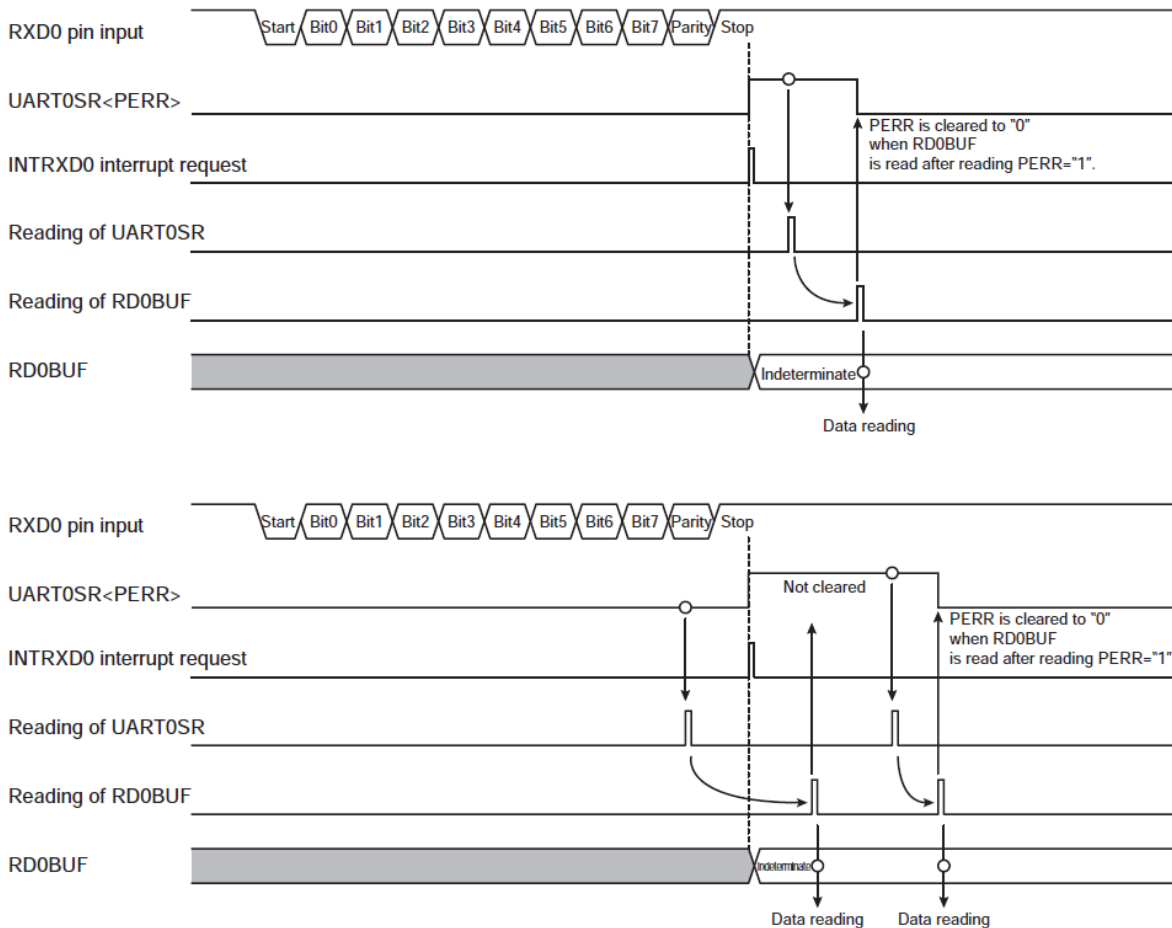 RXD0 pin input
Start Bit0 Bit1 Bit2 Bit3 Bit4 Bit5 Bit6 Bit7 Parity Stop
UART0SR<PERR>
PERR is cleared to "0"
when RD0BUF
is read after reading PERR="1".
INTRXD0 interrupt request
Reading of UART0SR
Reading of RD0BUF
RD0BUF
Indeterminate
Data reading
RXD0 pin input
Start Bit0 Bit1 Bit2 Bit3 Bit4 Bit5 Bit6 Bit7 Parity Stop
UART0SR<PERR>
Not cleared
PERR is cleared to "0"
when RD0BUF
is read after reading PERR="1"
INTRXD0 interrupt request
Reading of UART0SR
Reading of RD0BUF
RD0BUF
Indeterminate
Data reading Data reading